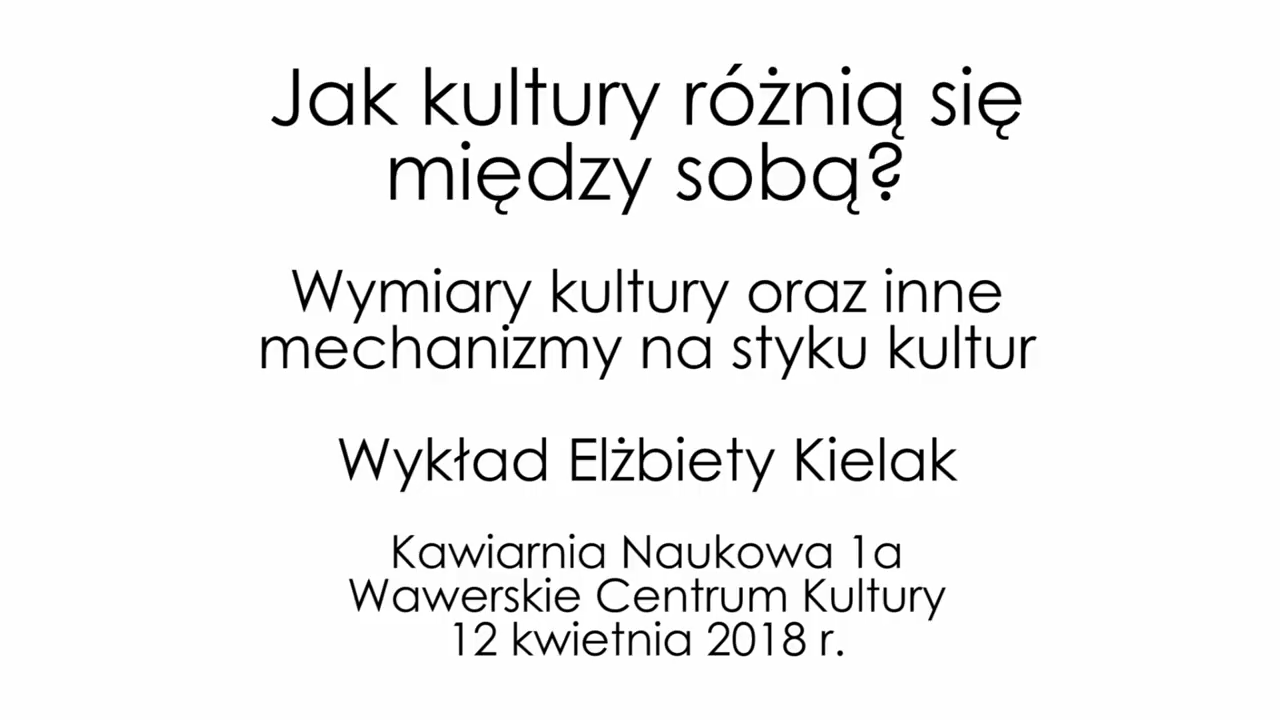 Jak kultury różnią się
między sobą?
Wymiary kultury oraz inne
mechanizmy na styku kultur
Wykład Elżbiety Kielak
Kawiarnia Naukowa 1a
Wawerskie Centrum Kultury
12 kwietnia 2018 r.